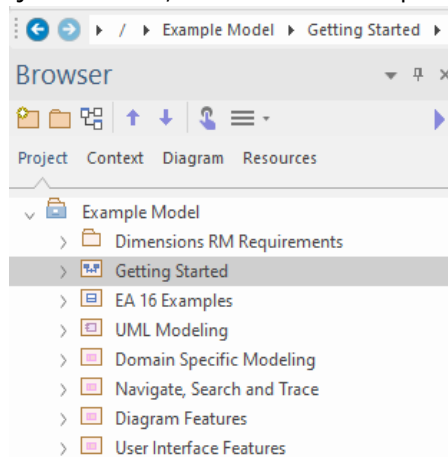 / Example Model Getting Started
Browser
Project Context Diagram Resources
Example Model
Dimensions RM Requirements
Getting Started
EA 16 Examples
UML Modeling
Domain Specific Modeling
Navigate, Search and Trace
Diagram Features
User Interface Features